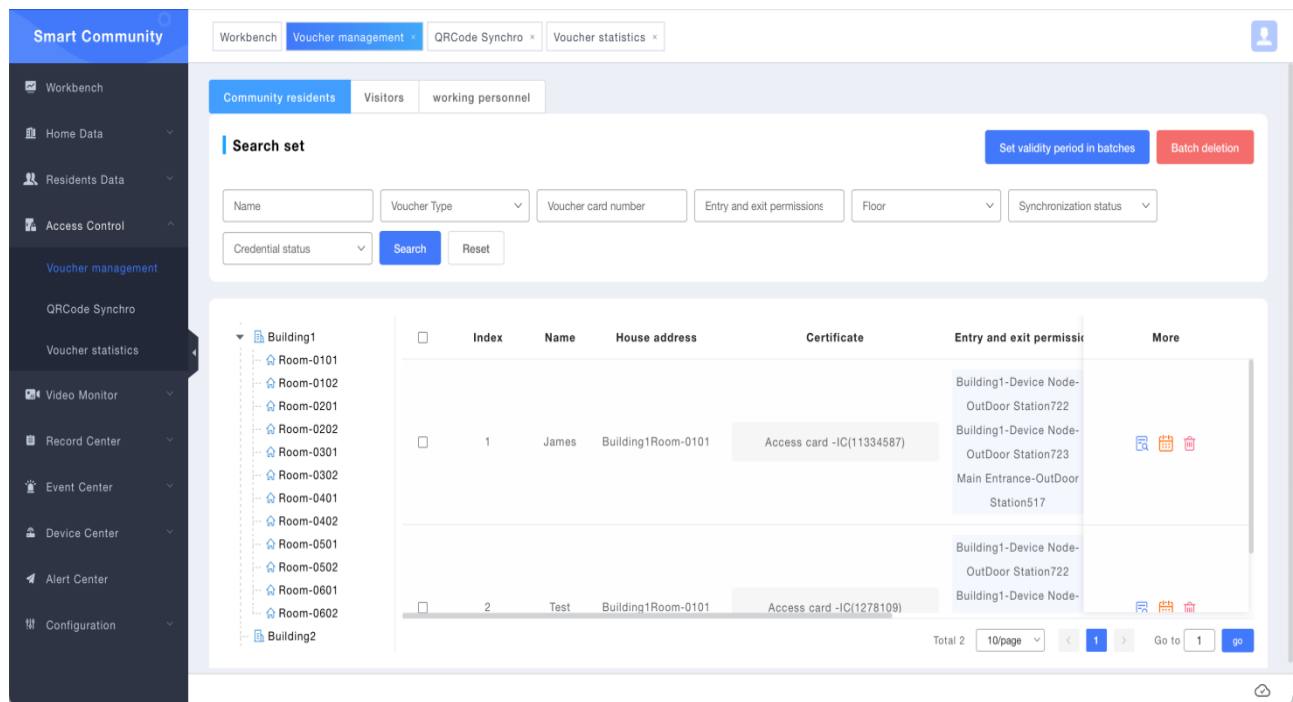 Smart Community
Workbench
Voucher management ×
QRCode Synchro ×
Voucher statistics ×
Workbench
Home Data
Residents Data
Access Control
Voucher management
QRCode Synchro
Voucher statistics
Video Monitor
Record Center
Event Center
Device Center
Alert Center
Configuration
Community residents
Visitors
working personnel
Search set
Set validity period in batches
Batch deletion
Name
Voucher Type
Voucher card number
Entry and exit permissions
Floor
Synchronization status
Credential status
Search
Reset
Building1
Room-0101
Room-0102
Room-0201
Room-0202
Room-0301
Room-0302
Room-0401
Room-0402
Room-0501
Room-0502
Room-0601
Room-0602
Building2
Index Name House address Certificate Entry and exit permissic More
1 James Building1Room-0101 Access card -IC(11334587)
Building1-Device Node-
OutDoor Station722
Building1-Device Node-
OutDoor Station723
Main Entrance-OutDoor
Station517
2 Test Building1Room-0101 Access card -IC(1278109)
Building1-Device Node-
OutDoor Station722
Building1-Device Node-
Total 2 10/page < 1 > Go to 1 go